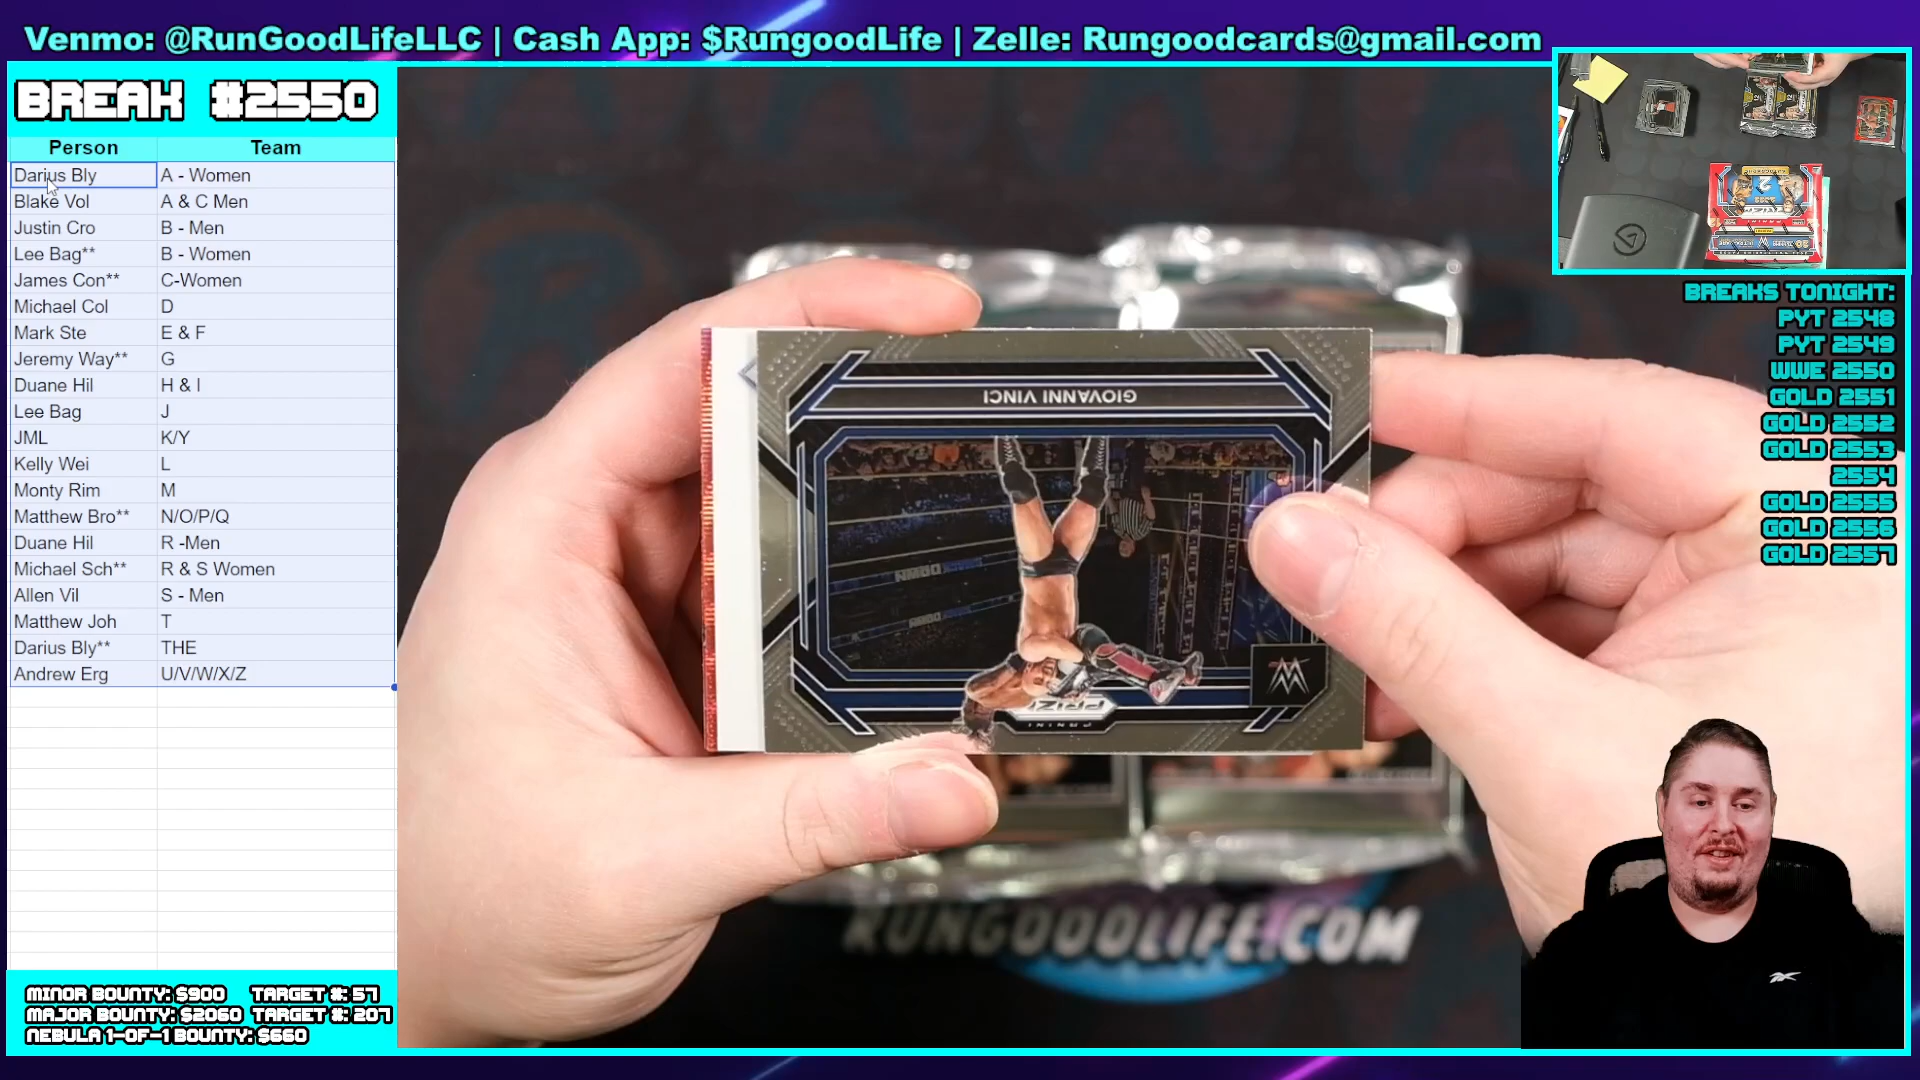 Venmo: @RunGoodLifeLLC | Cash App: $RungoodLife | Zelle: Rungoodcards@gmail.com
BREAK #2550
Person Team
Darius Bly A - Women
Blake Vol A & C Men
Justin Cro B - Men
Lee Bag** B - Women
James Con** C-Women
Michael Col D
Mark Ste E & F
Jeremy Way** G
Duane Hil H & I
Lee Bag J
JML K/Y
Kelly Wei L
Monty Rim M
Matthew Bro** N/O/P/Q
Duane Hil R -Men
Michael Sch** R & S Women
Allen Vil S - Men
Matthew Joh T
Darius Bly** THE
Andrew Erg U/V/W/X/Z
MINOR BOUNTY: $900 TARGET #: 57
MAJOR BOUNTY: $2060 TARGET #: 207
NEBULA 1-OF-1 BOUNTY: $660
GIOVANNI VINCI
PANINI
RUNGOODLIFE.COM
BREAKS TONIGHT:
PYT 2548
PYT 2549
WWE 2550
GOLD 2551
GOLD 2552
GOLD 2553
2554
GOLD 2555
GOLD 2556
GOLD 2557